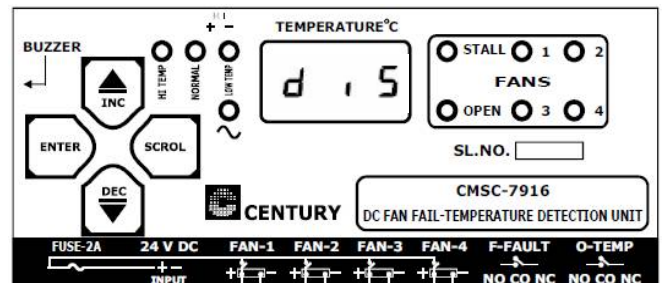 + -
TEMPERATURE°C
BUZZER
HI TEMP
NORMAL
LOW TEMP
INC
ENTER
SCROL
DEC
d i S
STALL 1 2
FANS
OPEN 3 4
SL.NO.
CENTURY
CMSC-7916
DC FAN FAIL-TEMPERATURE DETECTION UNIT
FUSE-2A 24 V DC FAN-1 FAN-2 FAN-3 FAN-4 F-FAULT O-TEMP
+ - + - + - + - + -
INPUT NO CO NC NO CO NC